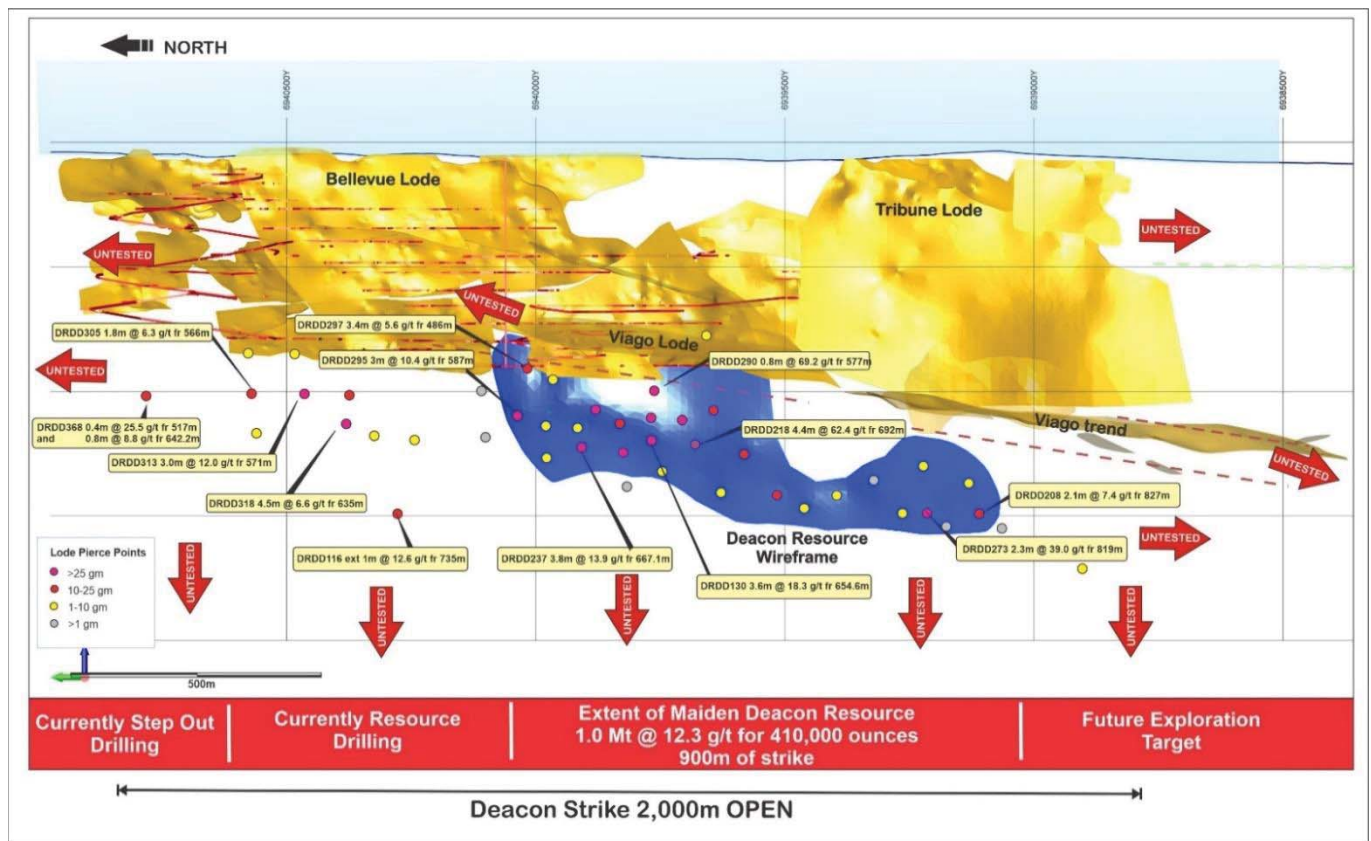 NORTH
6940500Y
6940000Y
6939500Y
6939000Y
6938500Y
Bellevue Lode
Tribune Lode
UNTESTED
UNTESTED
UNTESTED
DRDD305 1.8m @ 6.3 g/t fr 566m
DRDD297 3.4m @ 5.6 g/t fr 486m
Viago Lode
DRDD295 3m @ 10.4 g/t fr 587m
DRDD290 0.8m @ 69.2 g/t fr 577m
UNTESTED
DRDD368 0.4m @ 25.5 g/t fr 517m
and 0.8m @ 8.8 g/t fr 642.2m
DRDD218 4.4m @ 62.4 g/t fr 692m
Viago trend
DRDD313 3.0m @ 12.0 g/t fr 571m
UNTESTED
DRDD318 4.5m @ 6.6 g/t fr 635m
DRDD208 2.1m @ 7.4 g/t fr 827m
DRDD116 ext 1m @ 12.6 g/t fr 735m
DRDD237 3.8m @ 13.9 g/t fr 667.1m
Deacon Resource
Wireframe
DRDD273 2.3m @ 39.0 g/t fr 819m
UNTESTED
DRDD130 3.6m @ 18.3 g/t fr 654.6m
Lode Pierce Points
>25 gm
10-25 gm
1-10 gm
>1 gm
UNTESTED
UNTESTED
UNTESTED
UNTESTED
UNTESTED
500m
Currently Step Out
Drilling
Currently Resource
Drilling
Extent of Maiden Deacon Resource
1.0 Mt @ 12.3 g/t for 410,000 ounces
900m of strike
Future Exploration
Target
Deacon Strike 2,000m OPEN